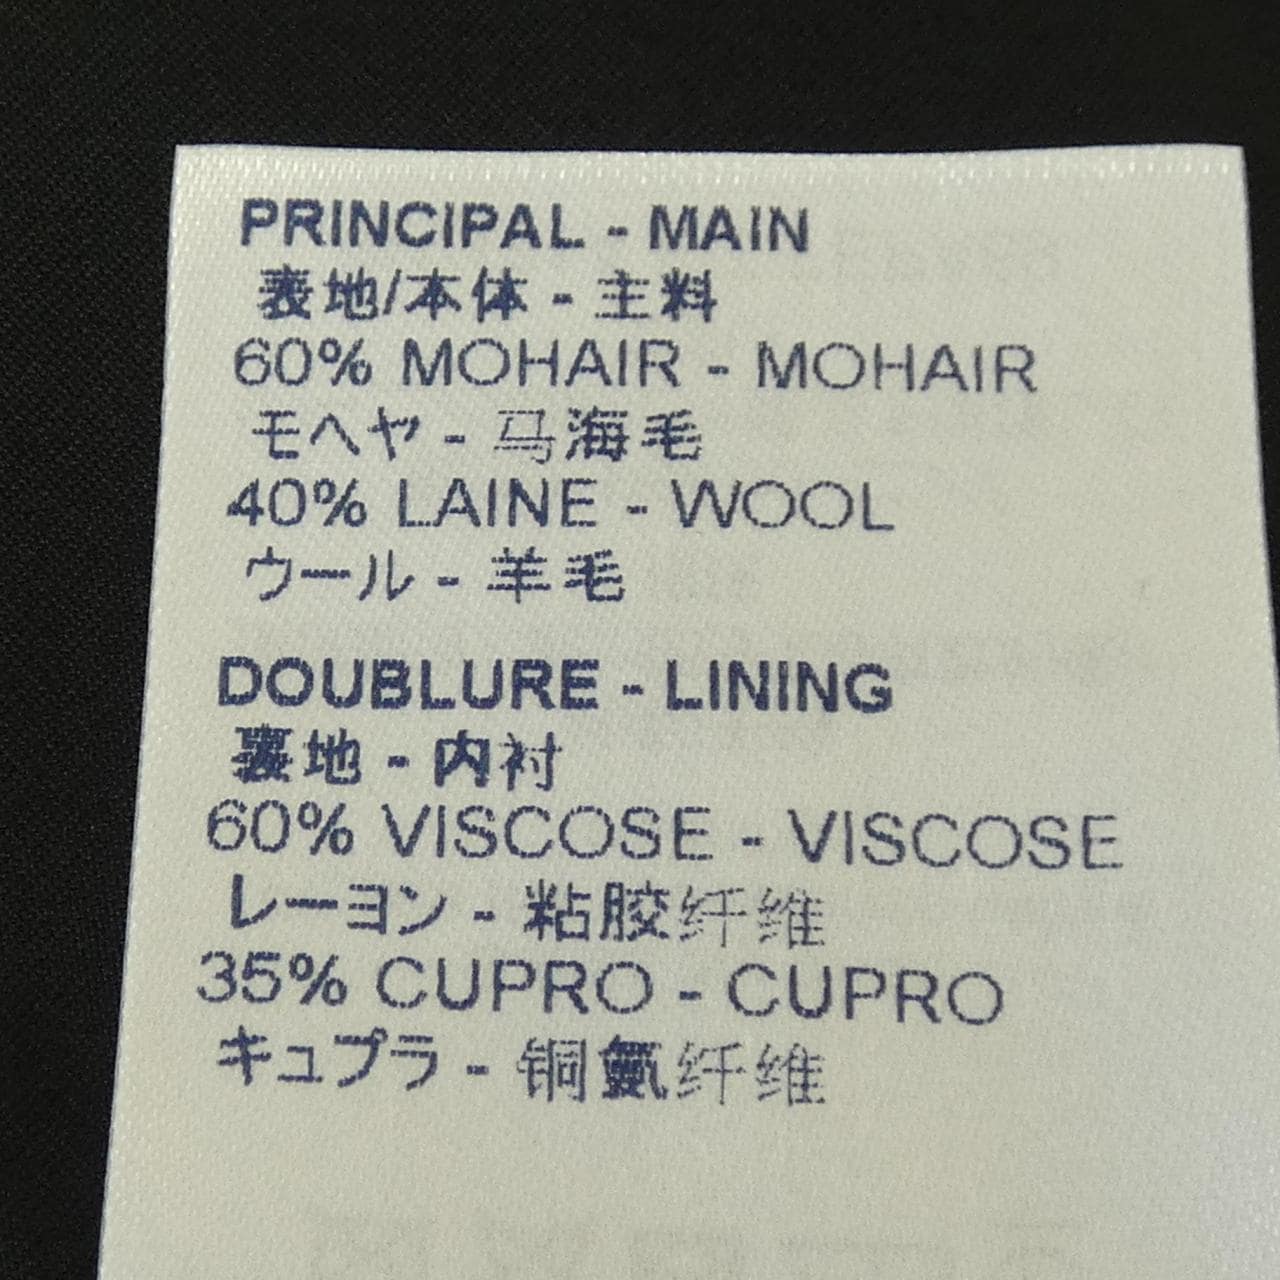 PRINCIPAL - MAIN
表地/本体 - 主料
60% MOHAIR - MOHAIR
モヘヤ - 马海毛
40% LAINE - WOOL
ウール - 羊毛
DOUBLURE - LINING
裏地 - 内衬
60% VISCOSE - VISCOSE
レーヨン - 粘胶纤维
35% CUPRO - CUPRO
キュプラ - 铜氨纤维